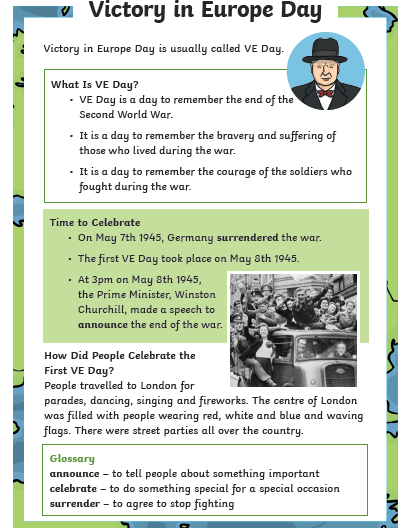 Victory in Europe Day
Victory in Europe Day is usually called VE Day.
What Is VE Day?
• VE Day is a day to remember the end of the
Second World War.
• It is a day to remember the bravery and suffering of
those who lived during the war.
• It is a day to remember the courage of the soldiers who
fought during the war.
Time to Celebrate
• On May 7th 1945, Germany surrendered the war.
• The first VE Day took place on May 8th 1945.
• At 3pm on May 8th 1945,
the Prime Minister, Winston
Churchill, made a speech to
announce the end of the war.
How Did People Celebrate the
First VE Day?
People travelled to London for
parades, dancing, singing and fireworks. The centre of London
was filled with people wearing red, white and blue and waving
flags. There were street parties all over the country.
Glossary
announce – to tell people about something important
celebrate – to do something special for a special occasion
surrender – to agree to stop fighting